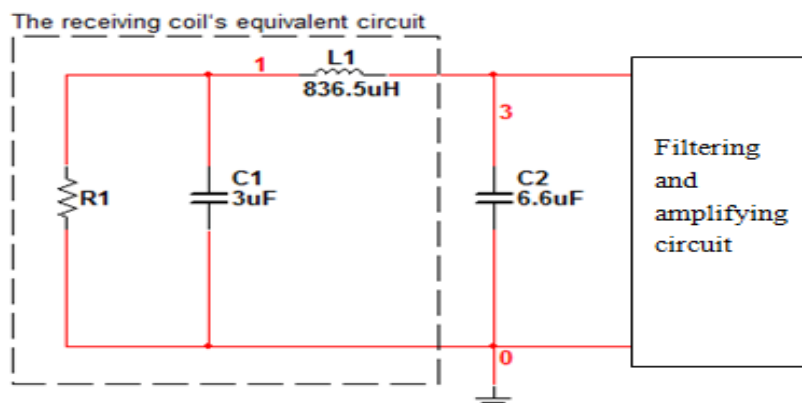 The receiving coil's equivalent circuit
1
L1
836.5uH
3
R1
C1
3uF
C2
6.6uF
Filtering
and
amplifying
circuit
0